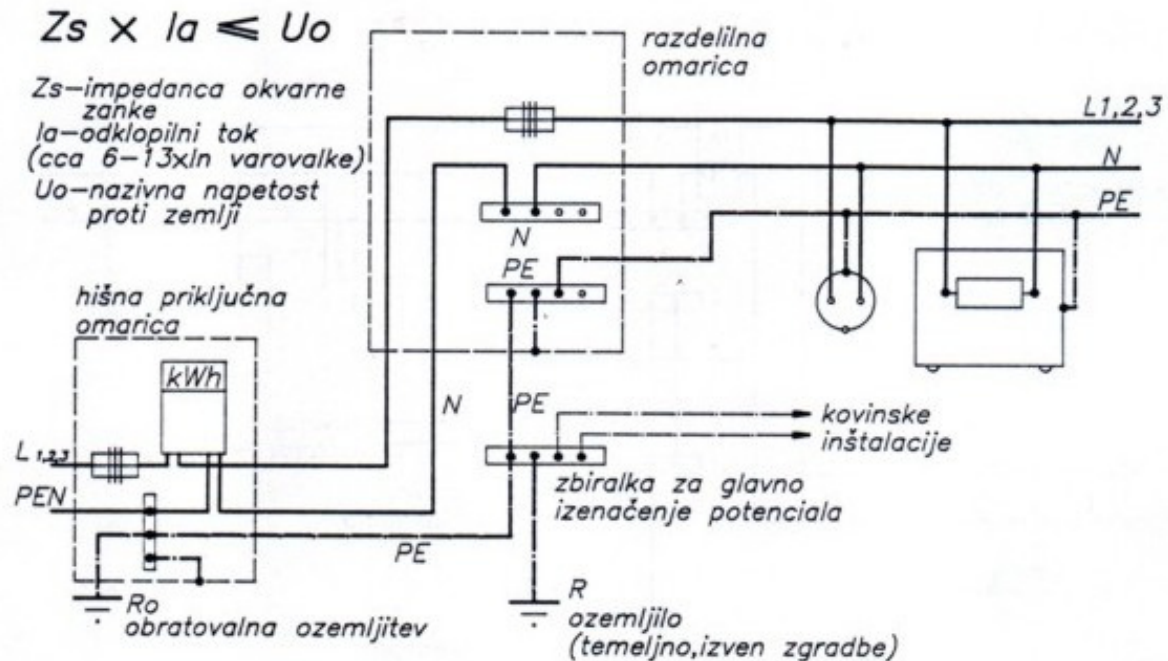 Zs × Ia ⩽ Uo
Zs-impedanca okvarne
zanke
Ia-odklopilni tok
(cca 6-13xIn varovalke)
Uo-nazivna napetost
proti zemlji
razdelilna
omarica
L1,2,3
N
PE
N
PE
hišna priključna
omarica
kWh
N
PE
kovinske
inštalacije
L 1,2,3
PEN
zbiralka za glavno
izenačenje potenciala
PE
Ro
obratovalna ozemljitev
R
ozemljilo
(temeljno,izven zgradbe)